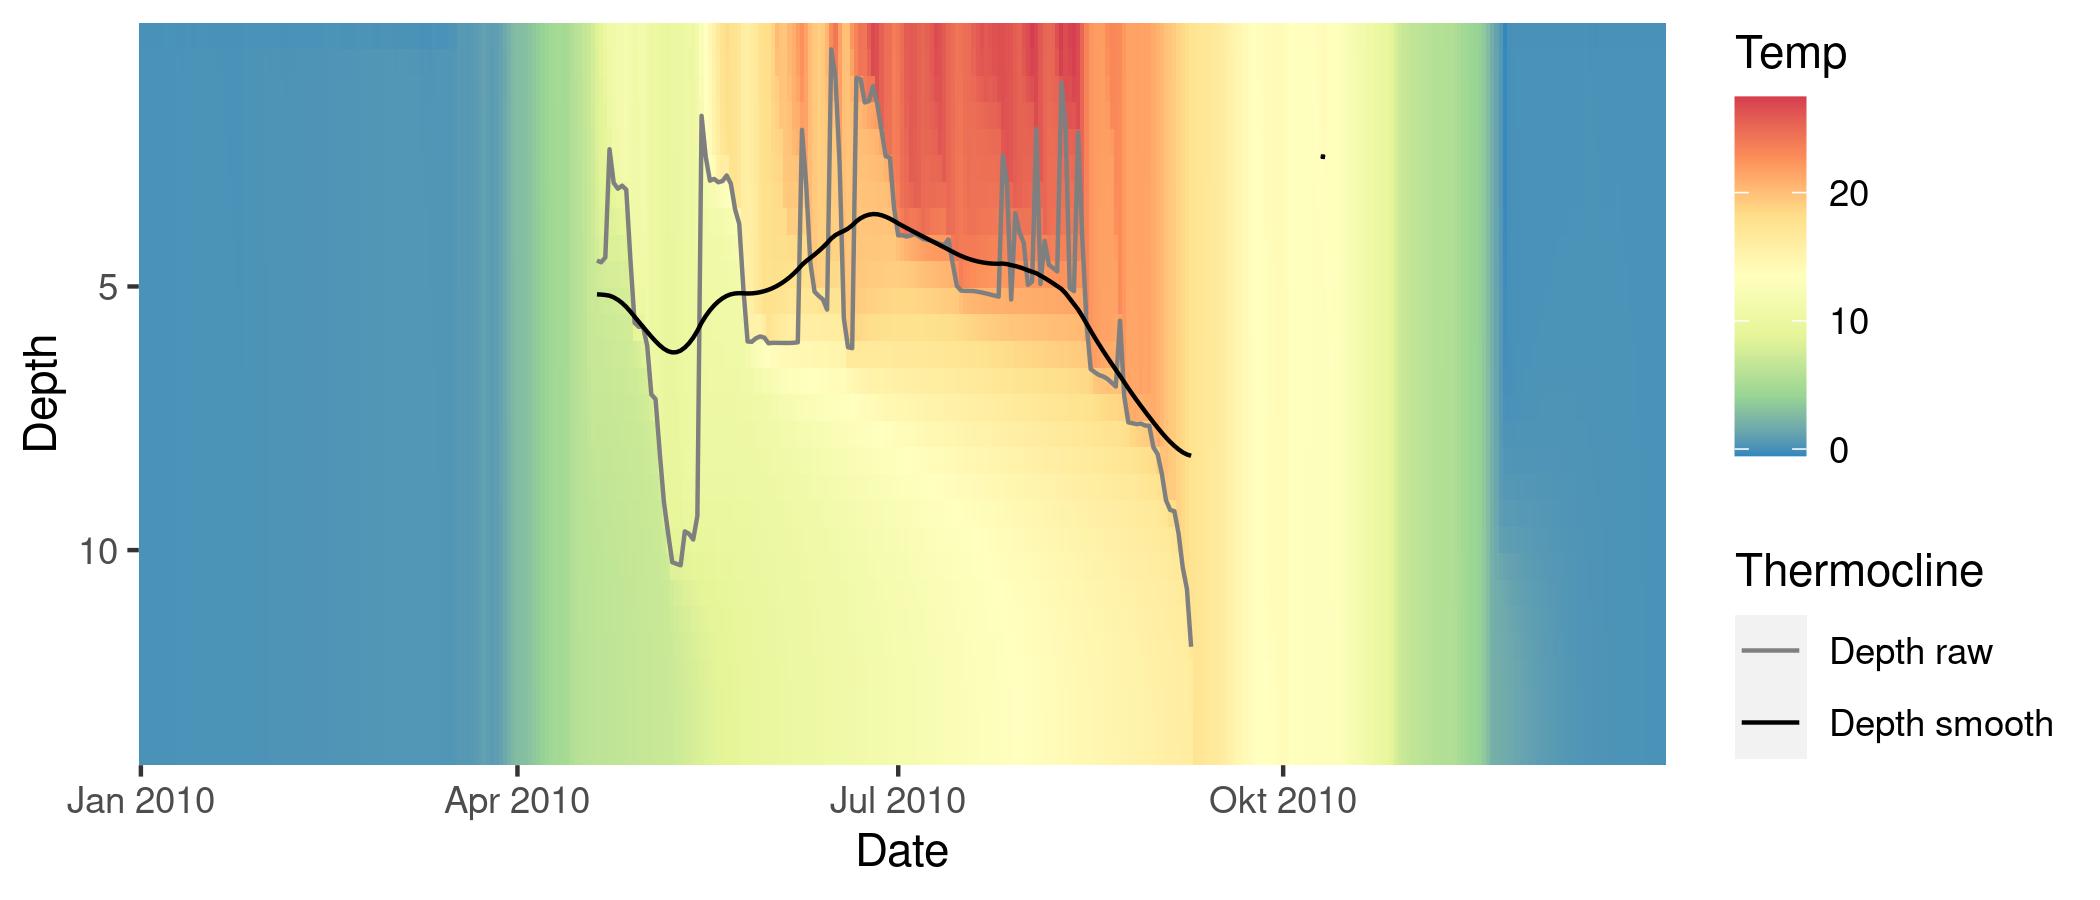 Temp
20
10
0
Thermocline
Depth raw
Depth smooth
Depth
5
10
Jan 2010
Apr 2010
Jul 2010
Okt 2010
Date